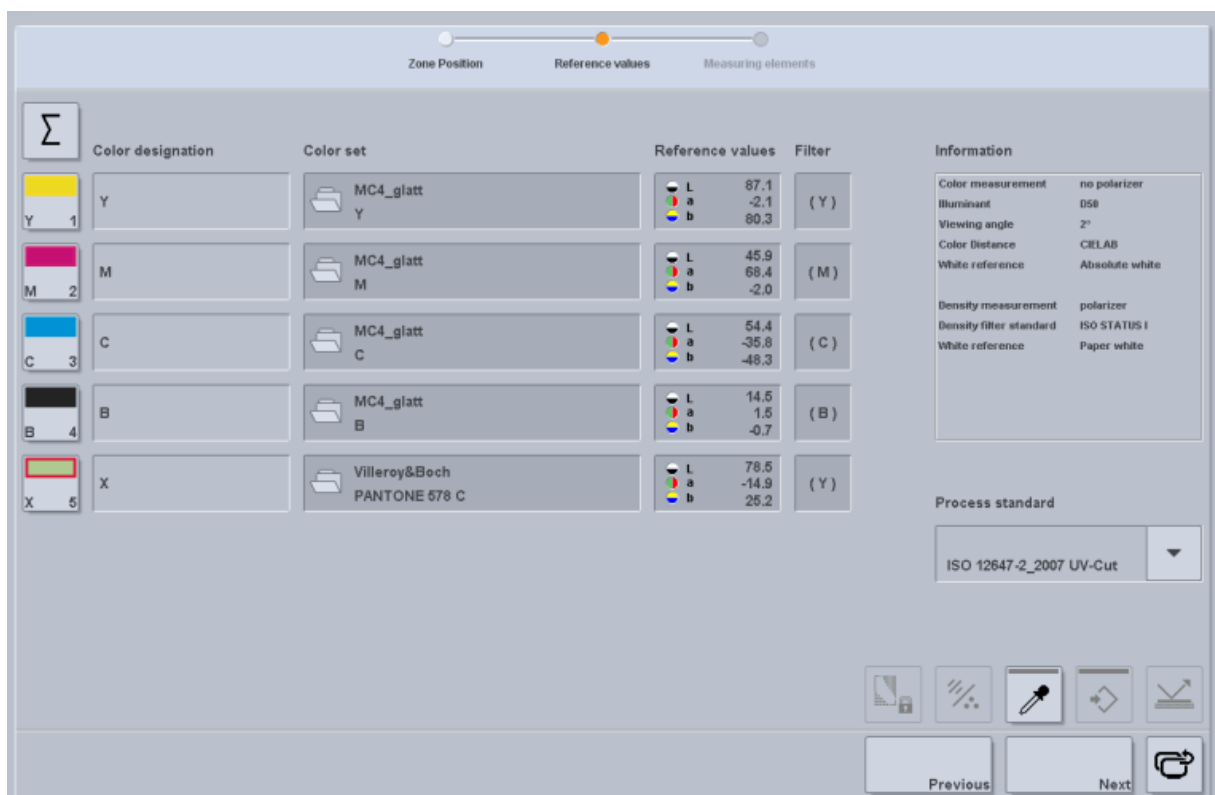 Zone Position Reference values Measuring elements
Σ
Color designation Color set Reference values Filter Information
Y 1
Y
MC4_glatt
Y
L 87.1
a -2.1
b 80.3
( Y )
M 2
M
MC4_glatt
M
L 45.9
a 68.4
b -2.0
( M )
C 3
C
MC4_glatt
C
L 54.4
a -35.8
b -48.3
( C )
B 4
B
MC4_glatt
B
L 14.5
a 1.5
b -0.7
( B )
X 5
X
Villeroy&Boch
PANTONE 578 C
L 78.5
a -14.9
b 25.2
( Y )
Color measurement no polarizer
Illuminant D50
Viewing angle 2°
Color Distance CIELAB
White reference Absolute white
Density measurement polarizer
Density filter standard ISO STATUS I
White reference Paper white
Process standard
ISO 12647-2_2007 UV-Cut
Previous Next